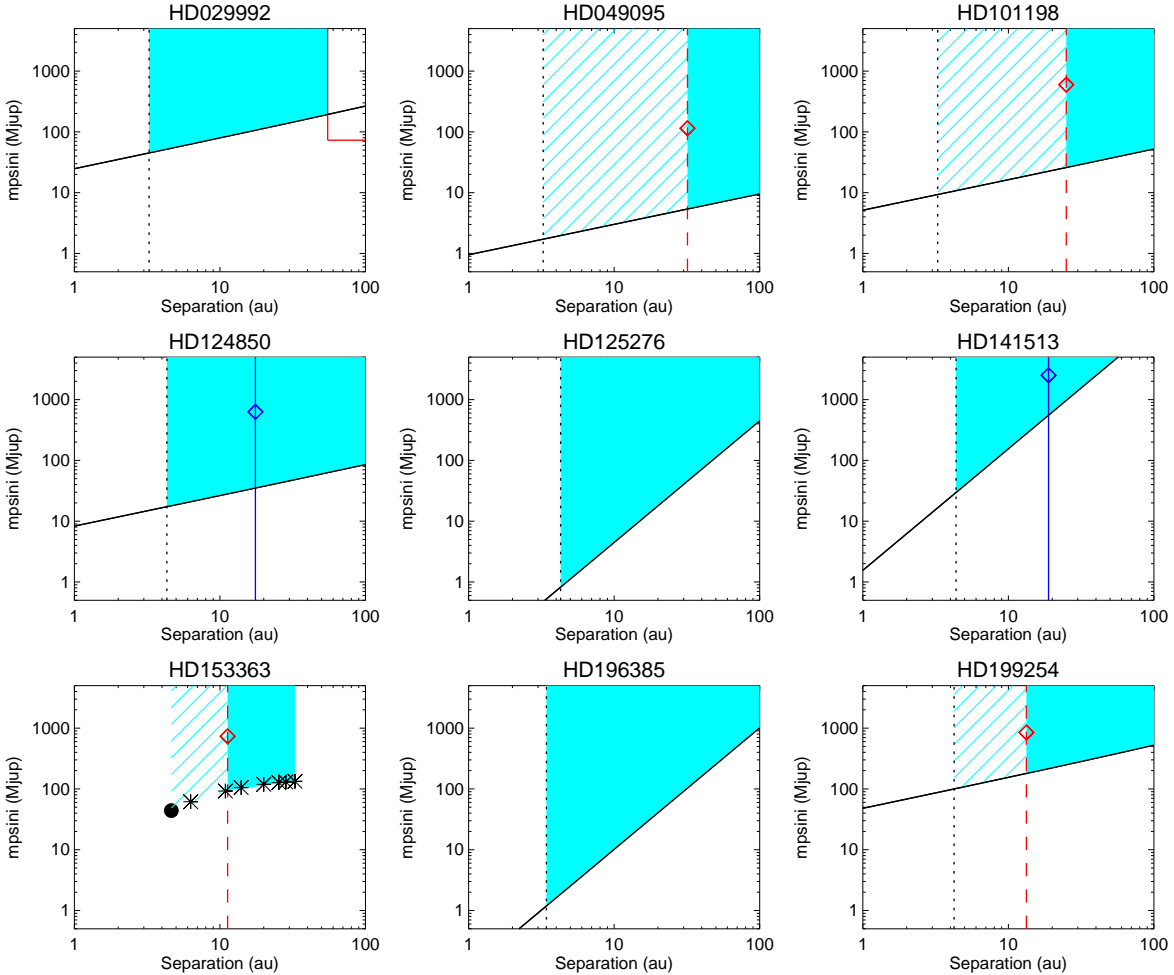 HD029992 HD049095 HD101198
mpsini (Mjup) 1000 100 10 1 mpsini (Mjup) 1000 100 10 1 mpsini (Mjup) 1000 100 10 1
1 10 100 1 10 100 1 10 100
Separation (au) Separation (au) Separation (au)
HD124850 HD125276 HD141513
mpsini (Mjup) 1000 100 10 1 mpsini (Mjup) 1000 100 10 1 mpsini (Mjup) 1000 100 10 1
1 10 100 1 10 100 1 10 100
Separation (au) Separation (au) Separation (au)
HD153363 HD196385 HD199254
mpsini (Mjup) 1000 100 10 1 mpsini (Mjup) 1000 100 10 1 mpsini (Mjup) 1000 100 10 1
1 10 100 1 10 100 1 10 100
Separation (au) Separation (au) Separation (au)